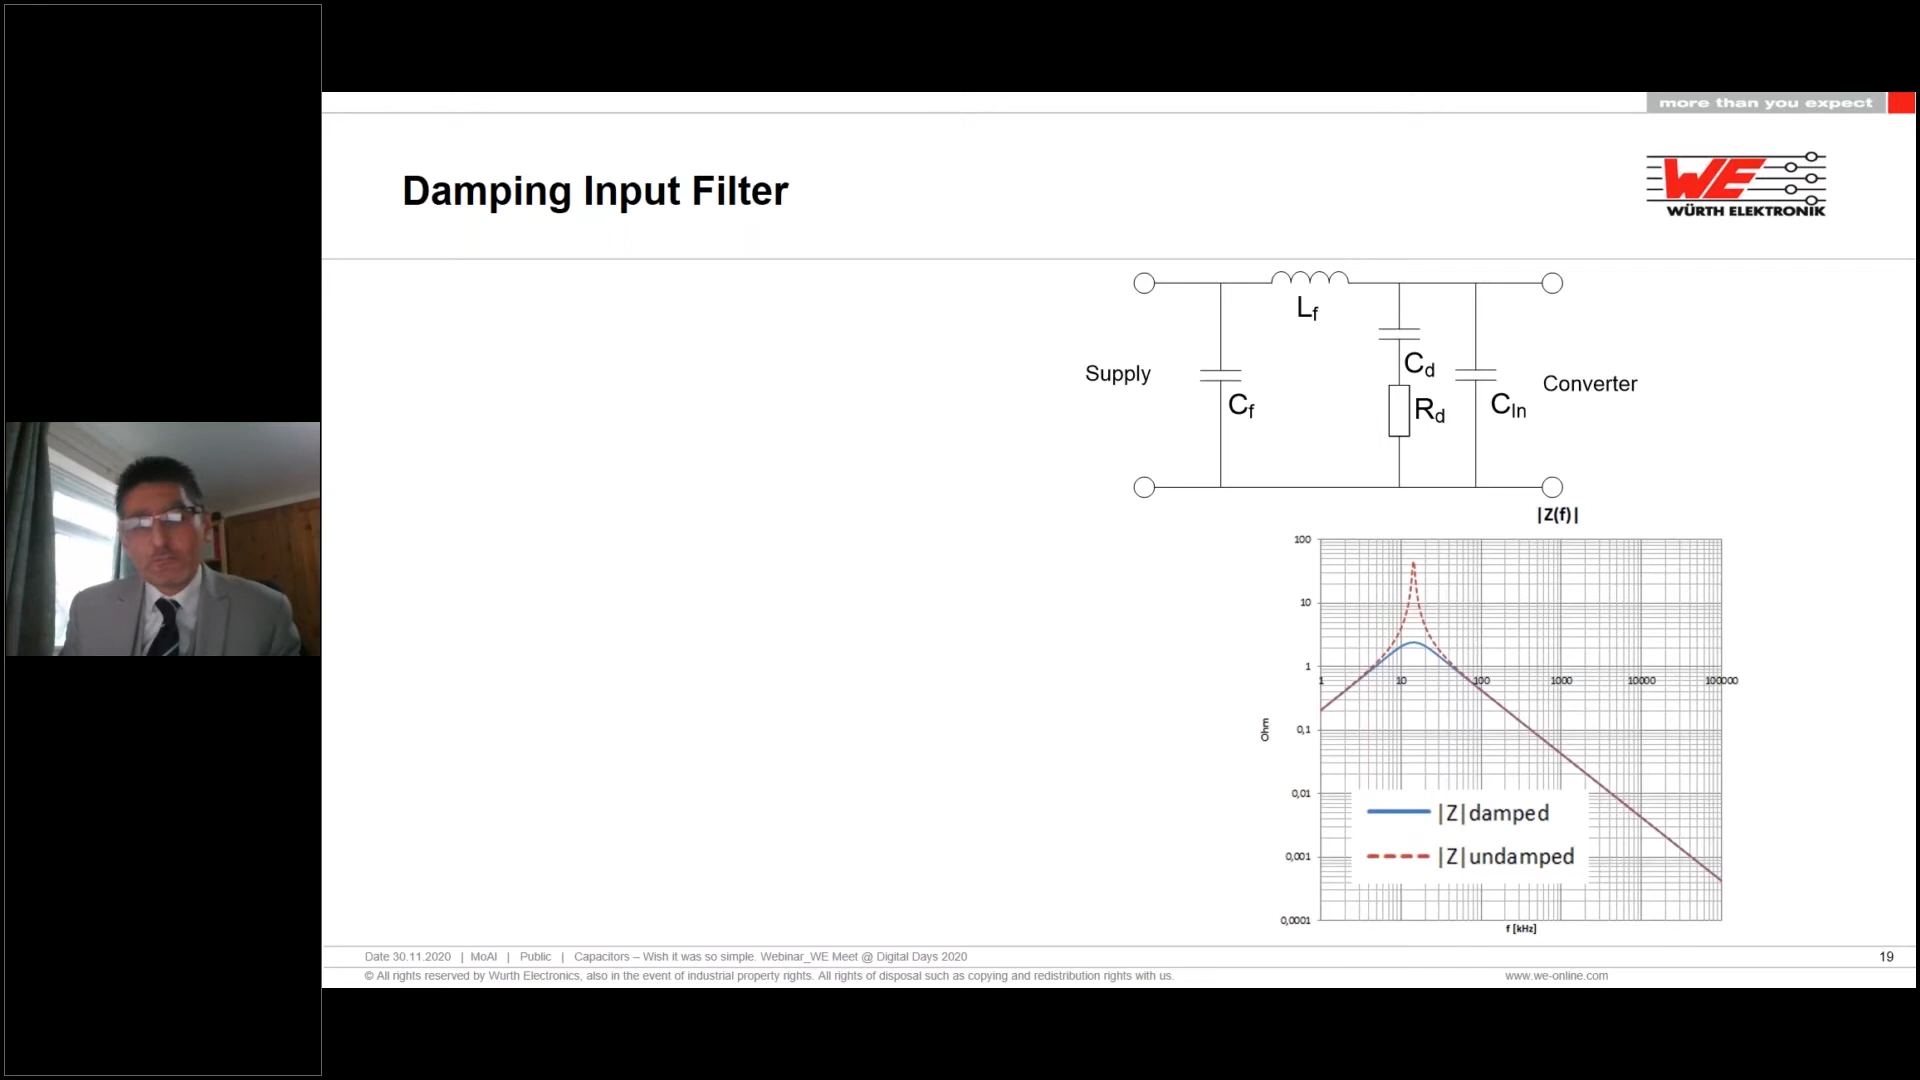 more than you expect
WE
WÜRTH ELEKTRONIK
Damping Input Filter
Lf
Cd
Supply
Converter
Cf
Rd
CIn
|Z(f)|
100
10
1
1 10 100 1000 10000 100000
Ohm
0,1
0,01
|Z|damped
0,001
|Z|undamped
0,0001
f [kHz]
Date 30.11.2020 | MoAl | Public | Capacitors – Wish it was so simple. Webinar_WE Meet @ Digital Days 2020
19
© All rights reserved by Wurth Electronics, also in the event of industrial property rights. All rights of disposal such as copying and redistribution rights with us.
www.we-online.com